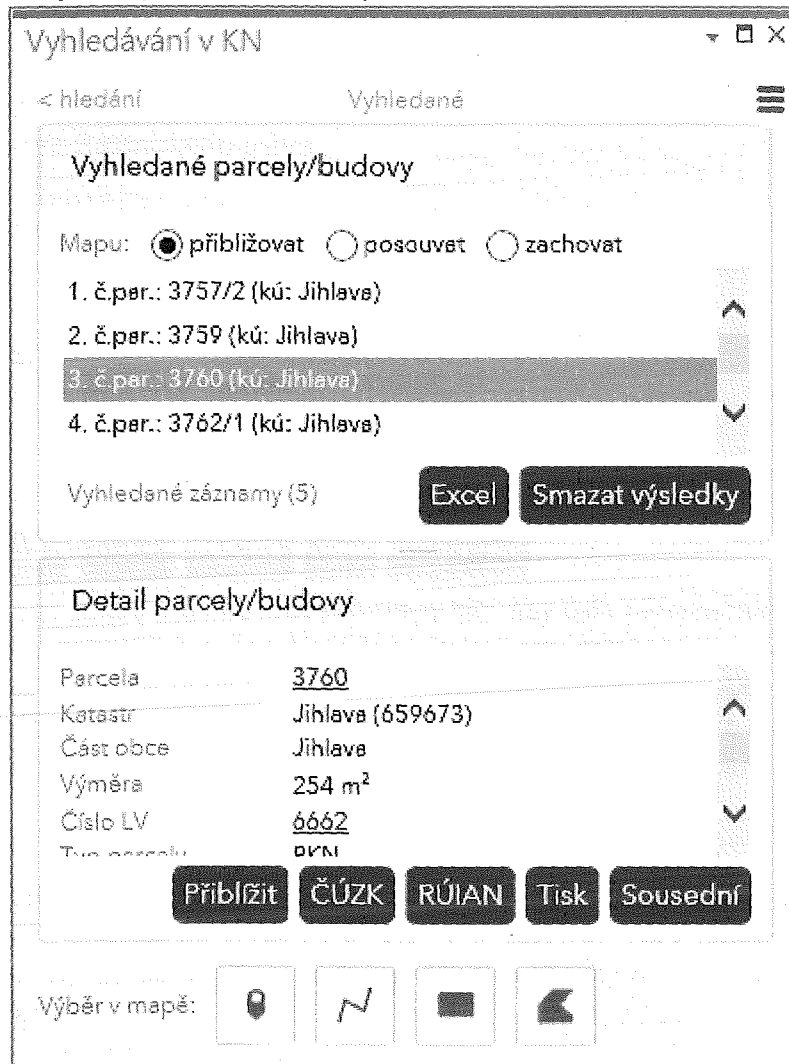 Vyhledávání v KN
< hledání Vyhledané
Vyhledané parcely/budovy
Mapu: přibližovat posouvat zachovat
1. č.par.: 3757/2 (kú: Jihlava)
2. č.par.: 3759 (kú: Jihlava)
3. č.par.: 3760 (kú: Jihlava)
4. č.par.: 3762/1 (kú: Jihlava)
Vyhledané záznamy (5) Excel Smazat výsledky
Detail parcely/budovy
Parcela 3760
Katastr Jihlava (659673)
Část obce Jihlava
Výměra 254 m²
Číslo LV 6662
Typ parcely PKN
Přiblížit ČÚZK RÚIAN Tisk Sousední
Výběr v mapě: